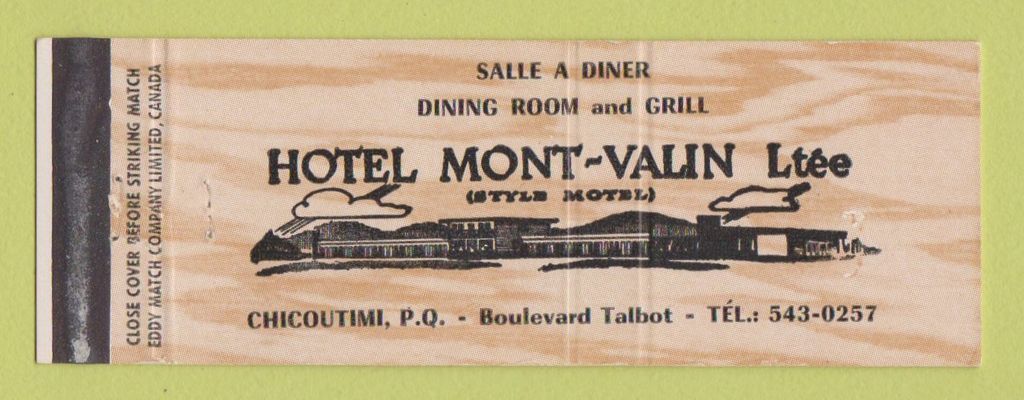 SALLE A DINER
DINING ROOM and GRILL
HOTEL MONT-VALIN Ltée
(STYLE MOTEL)
CHICOUTIMI, P.Q. - Boulevard Talbot - TÉL.: 543-0257
CLOSE COVER BEFORE STRIKING MATCH
EDDY MATCH COMPANY LIMITED, CANADA